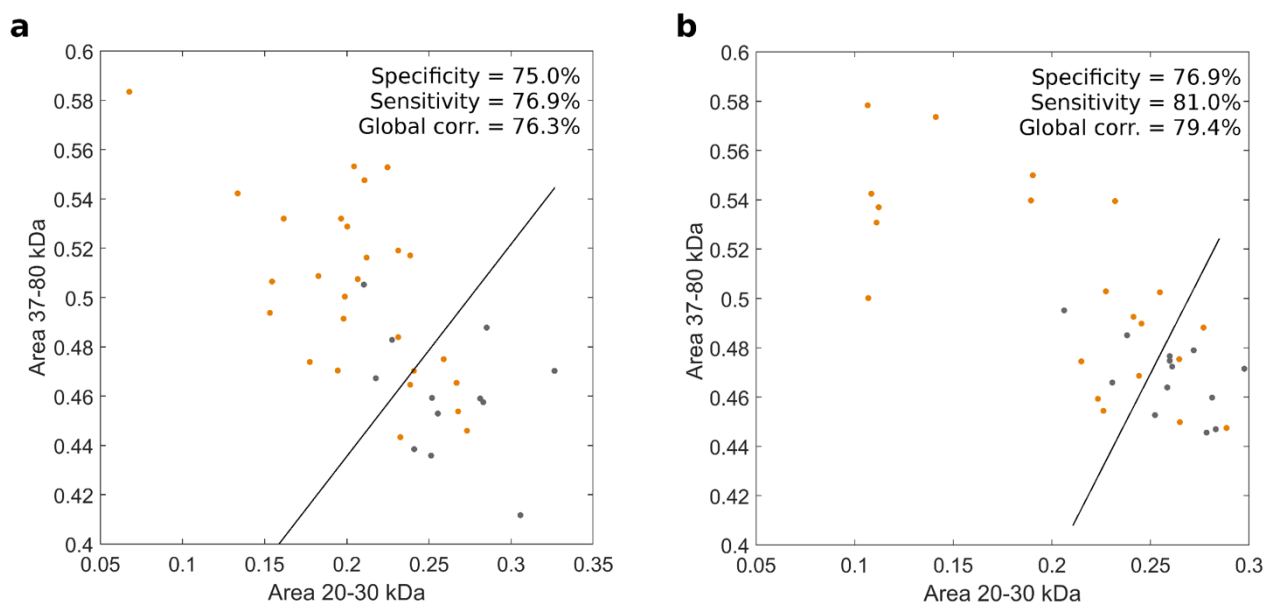 a
Specificity = 75.0%
Sensitivity = 76.9%
Global corr. = 76.3%
Area 37-80 kDa
0.6
0.58
0.56
0.54
0.52
0.5
0.48
0.46
0.44
0.42
0.4
0.05 0.1 0.15 0.2 0.25 0.3 0.35
Area 20-30 kDa
b
Specificity = 76.9%
Sensitivity = 81.0%
Global corr. = 79.4%
Area 37-80 kDa
0.6
0.58
0.56
0.54
0.52
0.5
0.48
0.46
0.44
0.42
0.4
0.05 0.1 0.15 0.2 0.25 0.3
Area 20-30 kDa